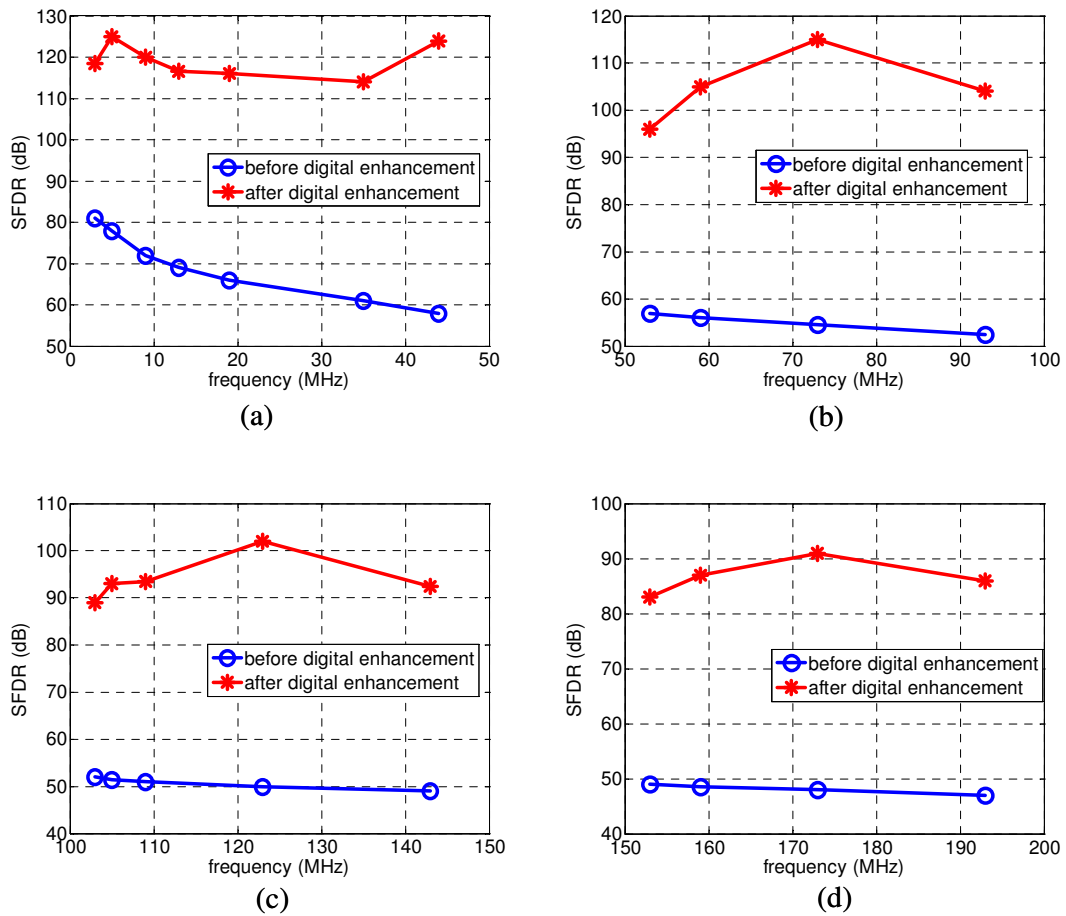 130
120
110
100
90
80
70
60
50
SFDR (dB)
before digital enhancement
after digital enhancement
0 10 20 30 40 50
frequency (MHz)
(a)
120
110
100
90
80
70
60
50
SFDR (dB)
before digital enhancement
after digital enhancement
50 60 70 80 90 100
frequency (MHz)
(b)
110
100
90
80
70
60
50
40
SFDR (dB)
before digital enhancement
after digital enhancement
100 110 120 130 140 150
frequency (MHz)
(c)
100
90
80
70
60
50
40
SFDR (dB)
before digital enhancement
after digital enhancement
150 160 170 180 190 200
frequency (MHz)
(d)